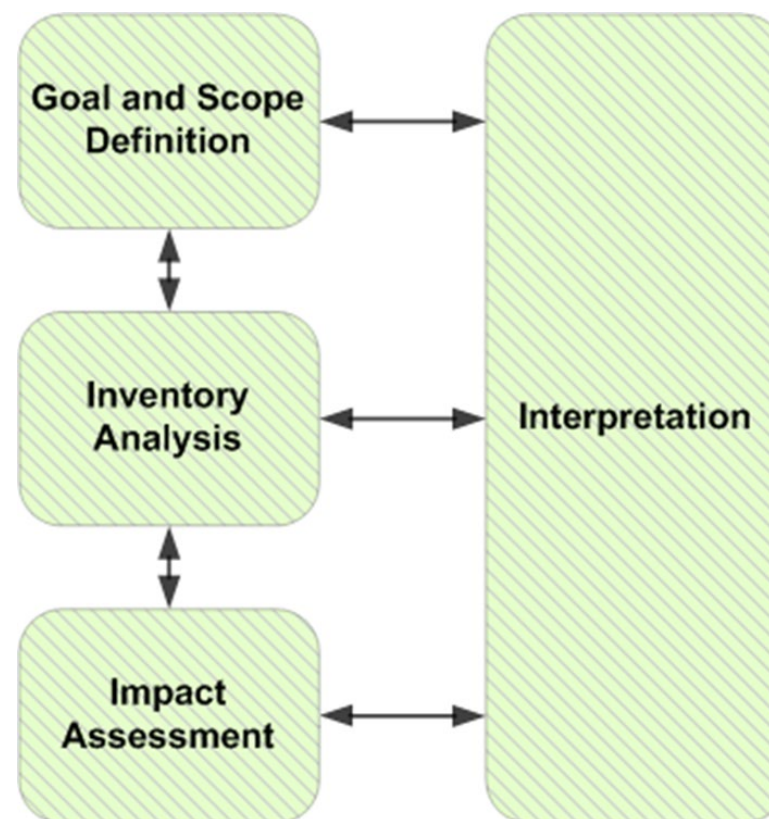 Goal and Scope
Definition
Inventory
Analysis
Interpretation
Impact
Assessment